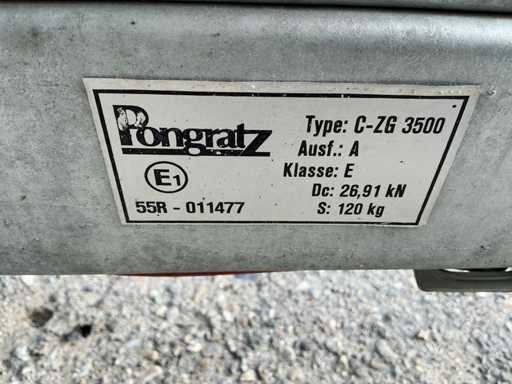 Pongratz
E1
55R - 011477
Type: C-ZG 3500
Ausf.: A
Klasse: E
Dc: 26,91 kN
S: 120 kg